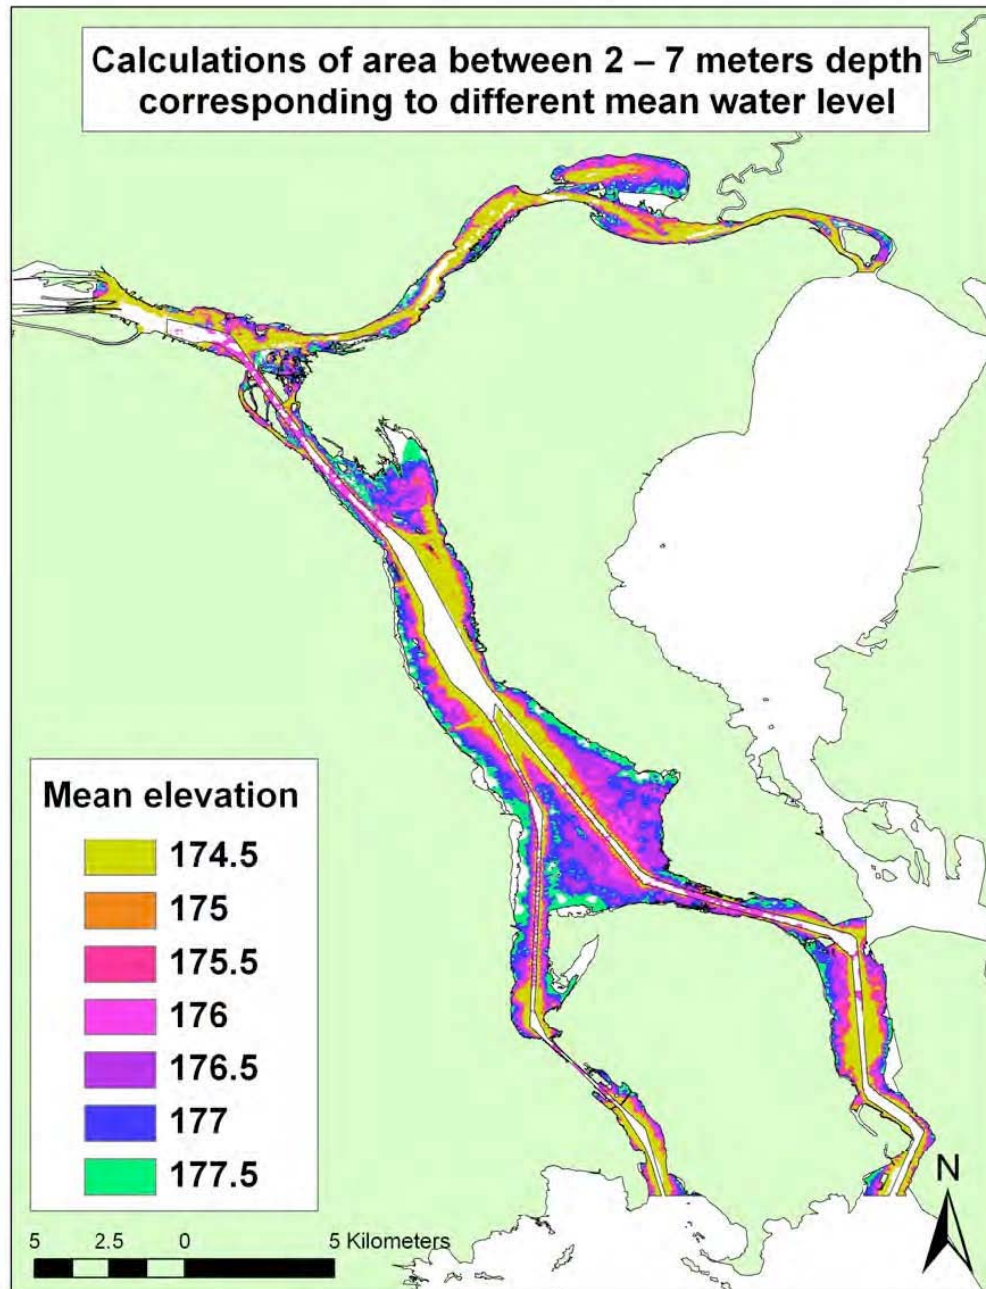 Calculations of area between 2 – 7 meters depth
corresponding to different mean water level
Mean elevation
174.5
175
175.5
176
176.5
177
177.5
N
5 2.5 0 5 Kilometers